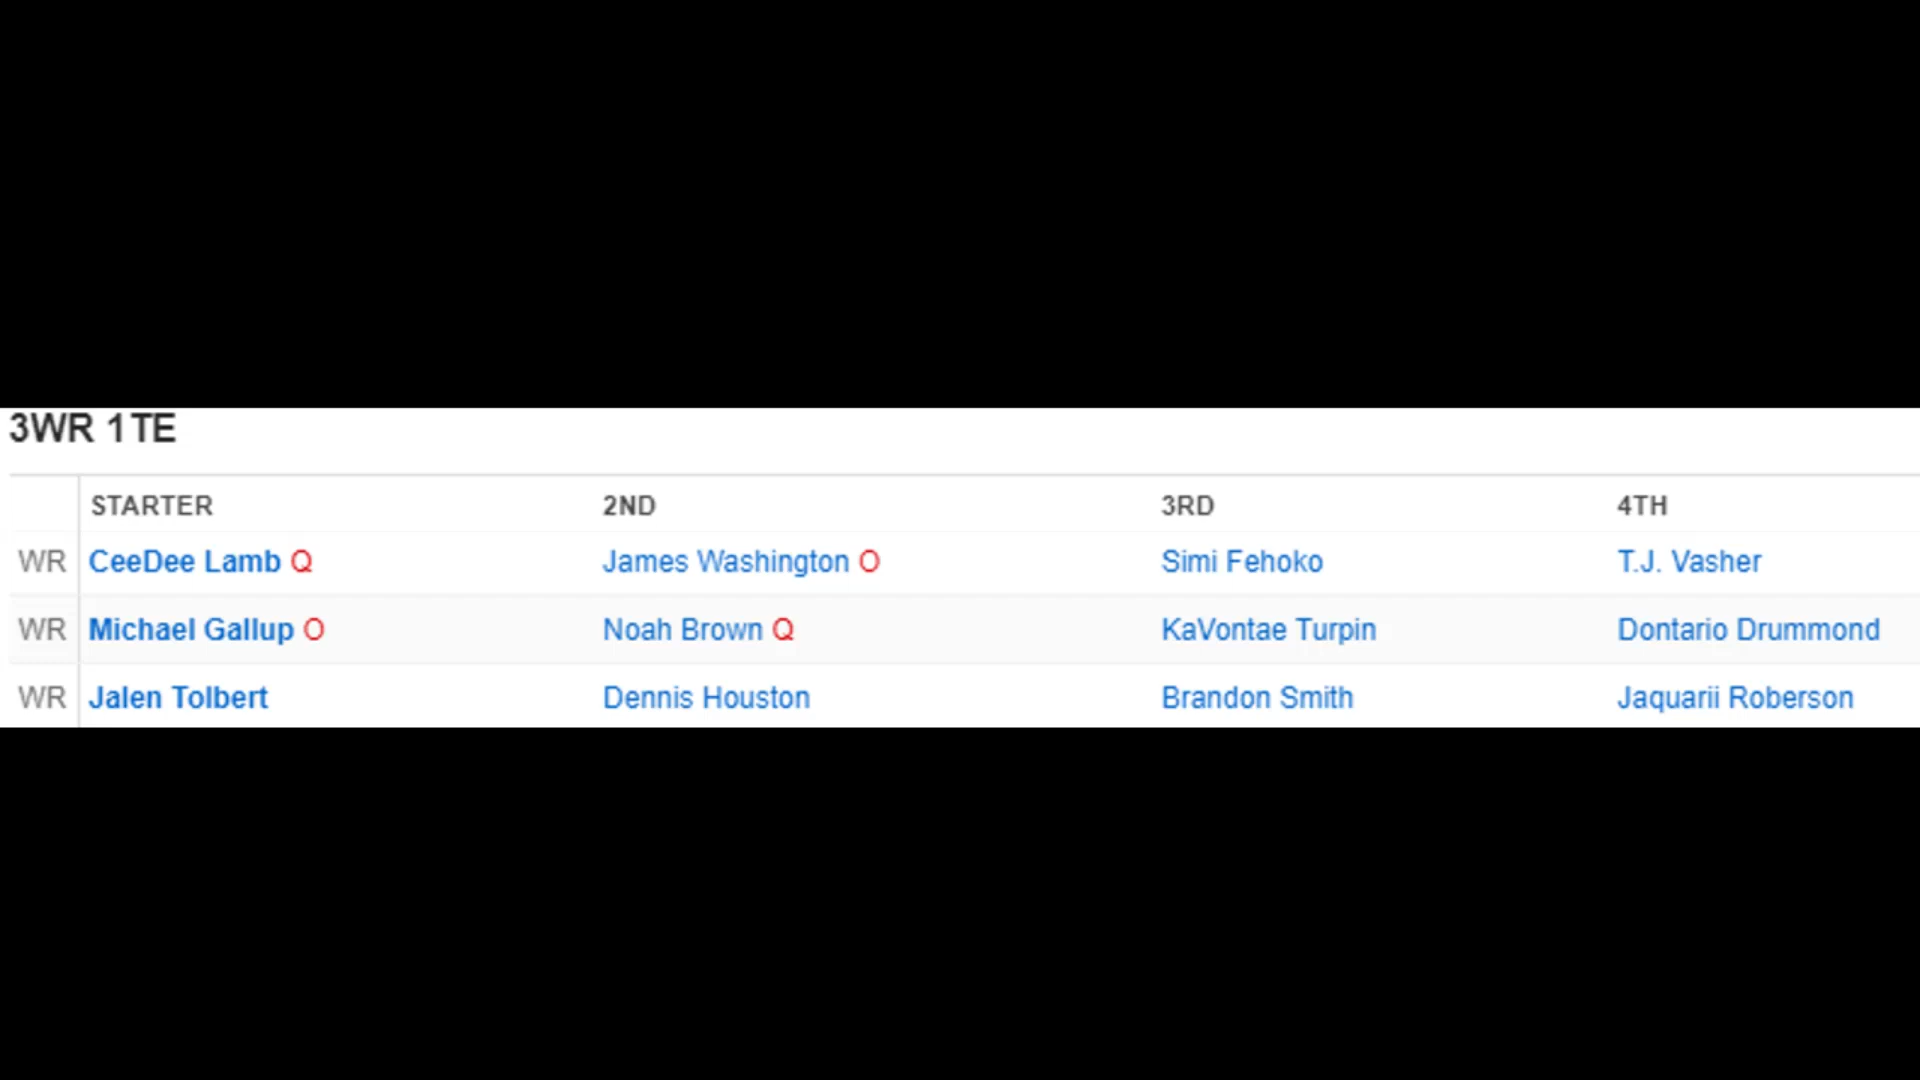 3WR 1TE
STARTER 2ND 3RD 4TH
WR CeeDee Lamb Q James Washington O Simi Fehoko T.J. Vasher
WR Michael Gallup O Noah Brown Q KaVontae Turpin Dontario Drummond
WR Jalen Tolbert Dennis Houston Brandon Smith Jaquarii Roberson